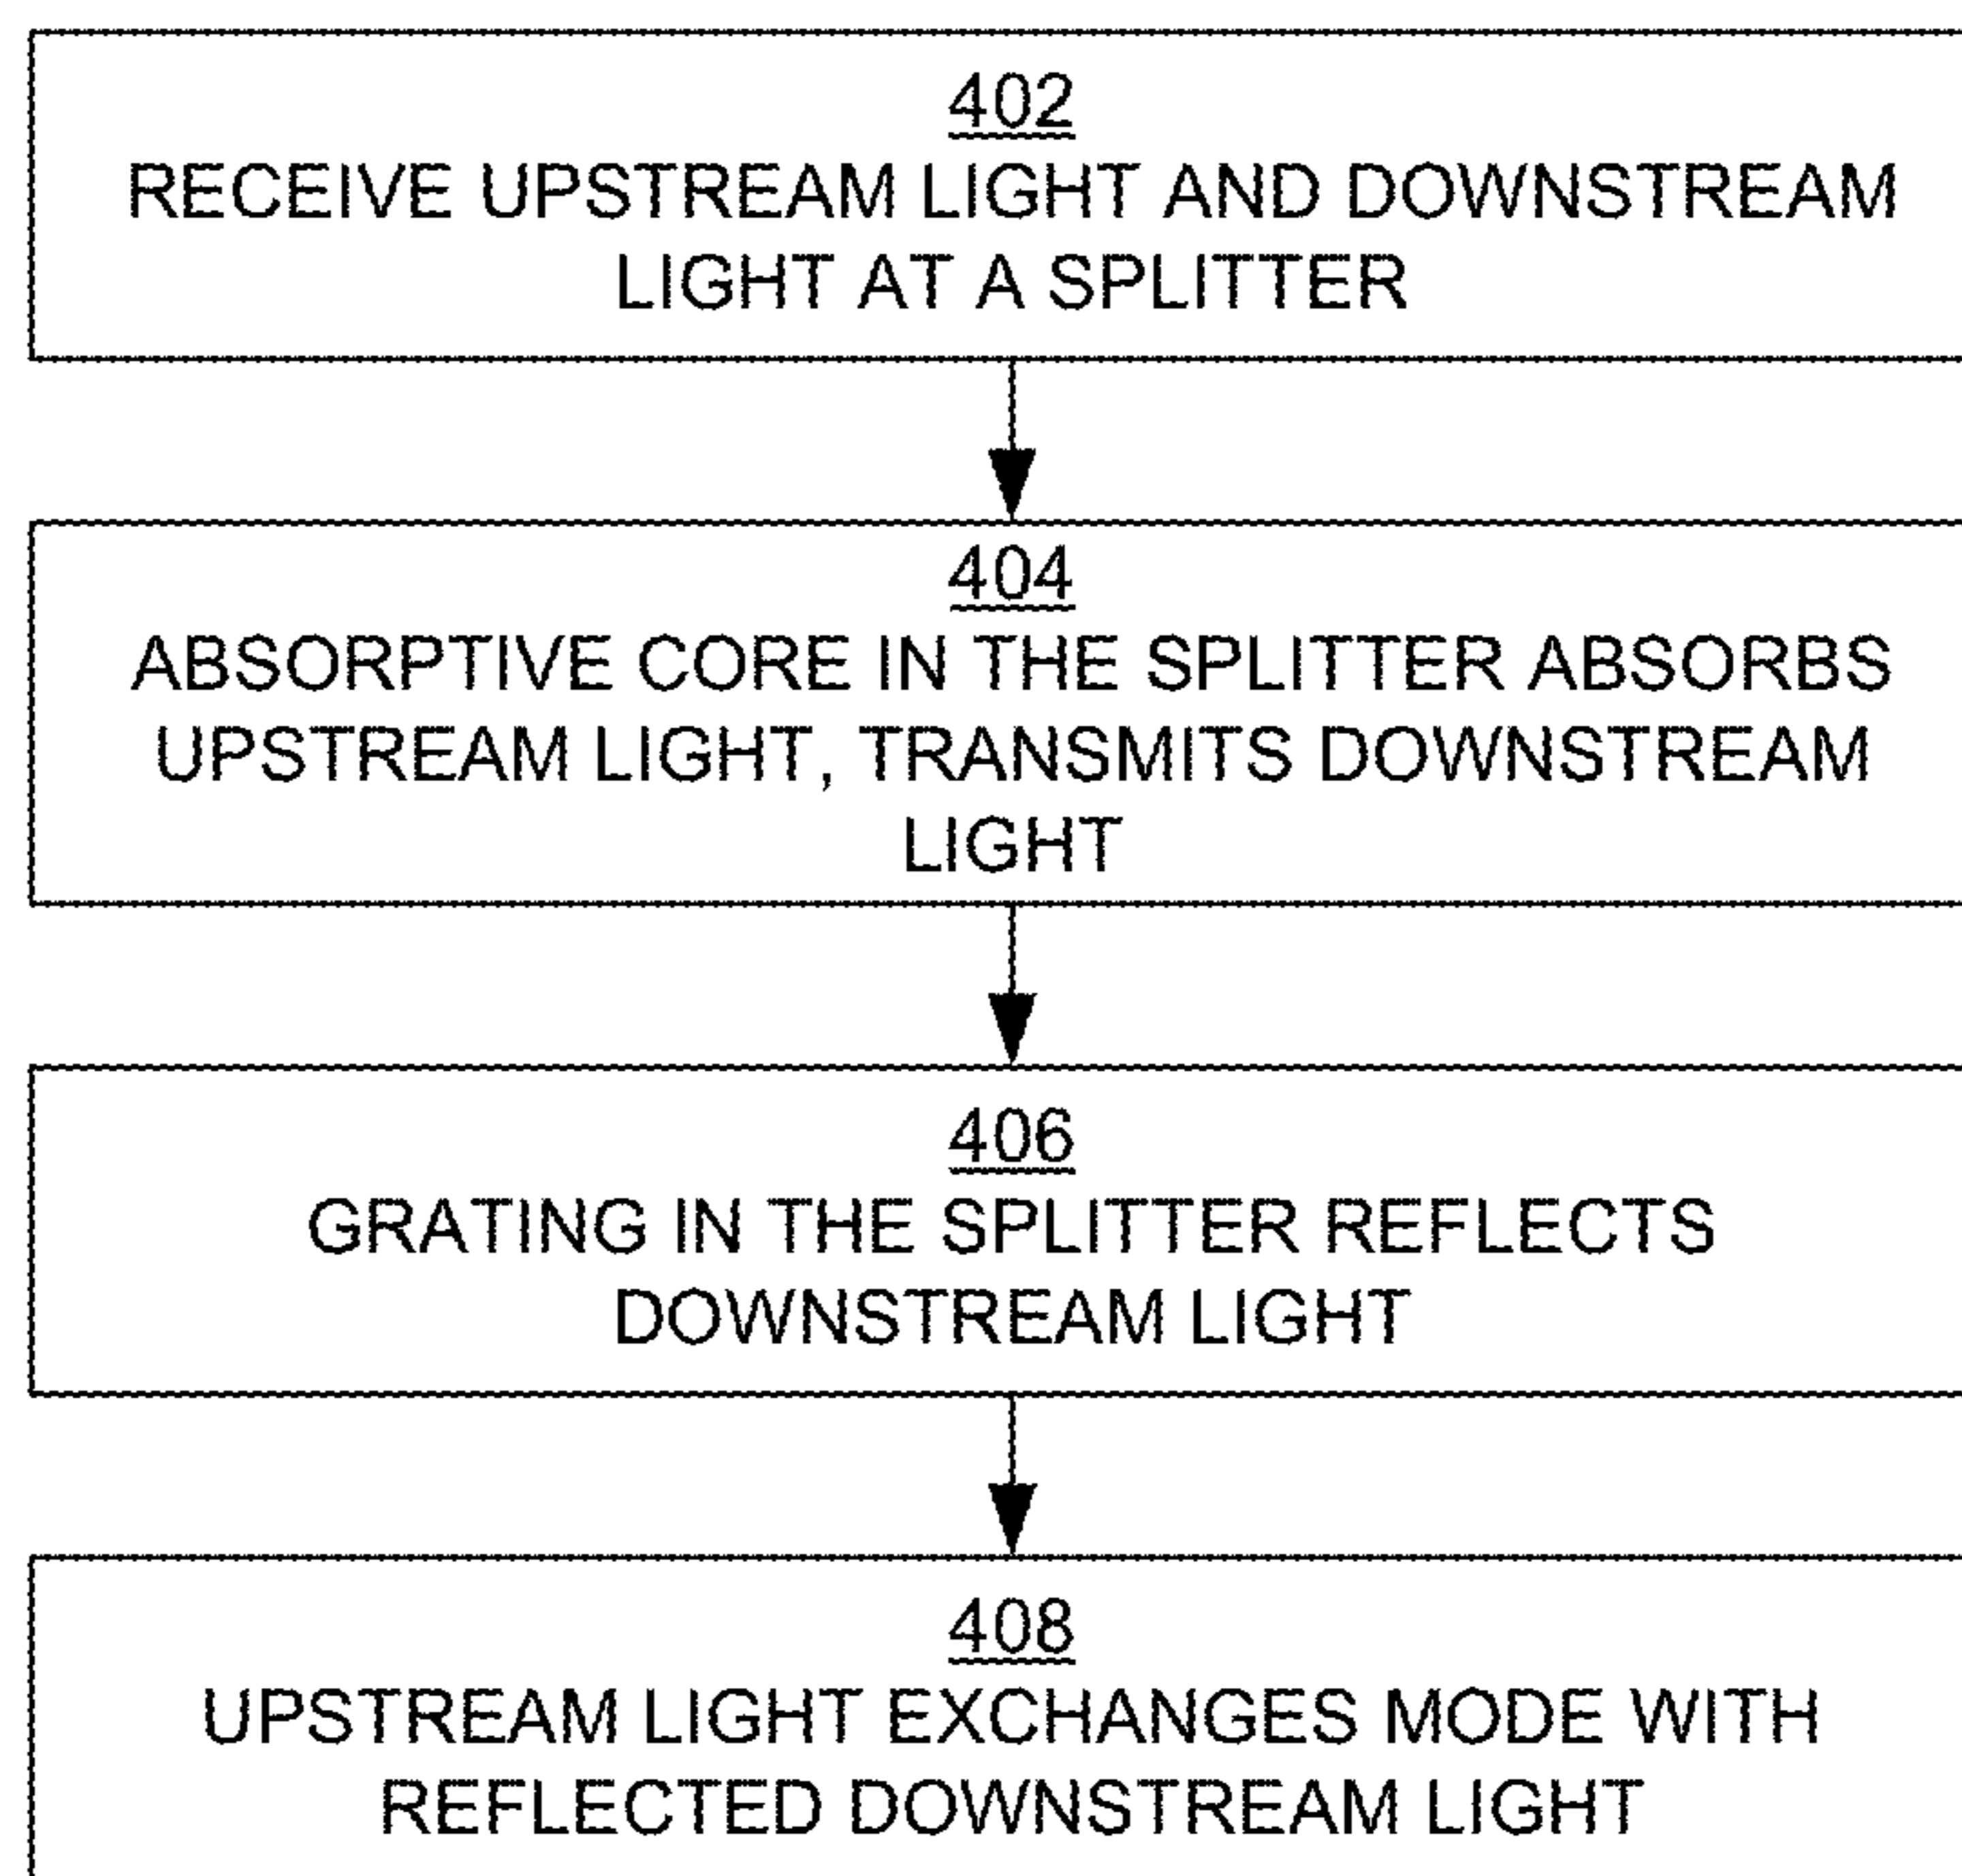 402
RECEIVE UPSTREAM LIGHT AND DOWNSTREAM
LIGHT AT A SPLITTER
404
ABSORPTIVE CORE IN THE SPLITTER ABSORBS
UPSTREAM LIGHT, TRANSMITS DOWNSTREAM
LIGHT
406
GRATING IN THE SPLITTER REFLECTS
DOWNSTREAM LIGHT
408
UPSTREAM LIGHT EXCHANGES MODE WITH
REFLECTED DOWNSTREAM LIGHT